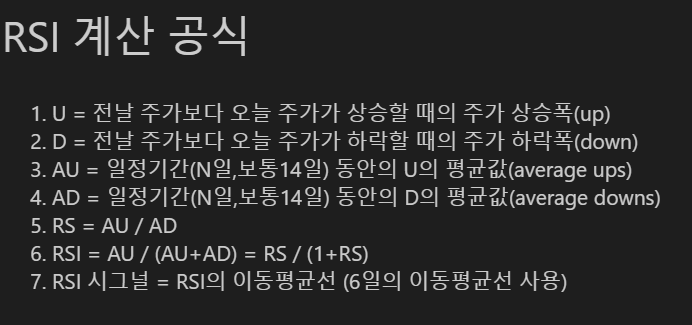 RSI 계산 공식
1. U = 전날 주가보다 오늘 주가가 상승할 때의 주가 상승폭(up)
2. D = 전날 주가보다 오늘 주가가 하락할 때의 주가 하락폭(down)
3. AU = 일정기간(N일,보통14일) 동안의 U의 평균값(average ups)
4. AD = 일정기간(N일,보통14일) 동안의 D의 평균값(average downs)
5. RS = AU / AD
6. RSI = AU / (AU+AD) = RS / (1+RS)
7. RSI 시그널 = RSI의 이동평균선 (6일의 이동평균선 사용)